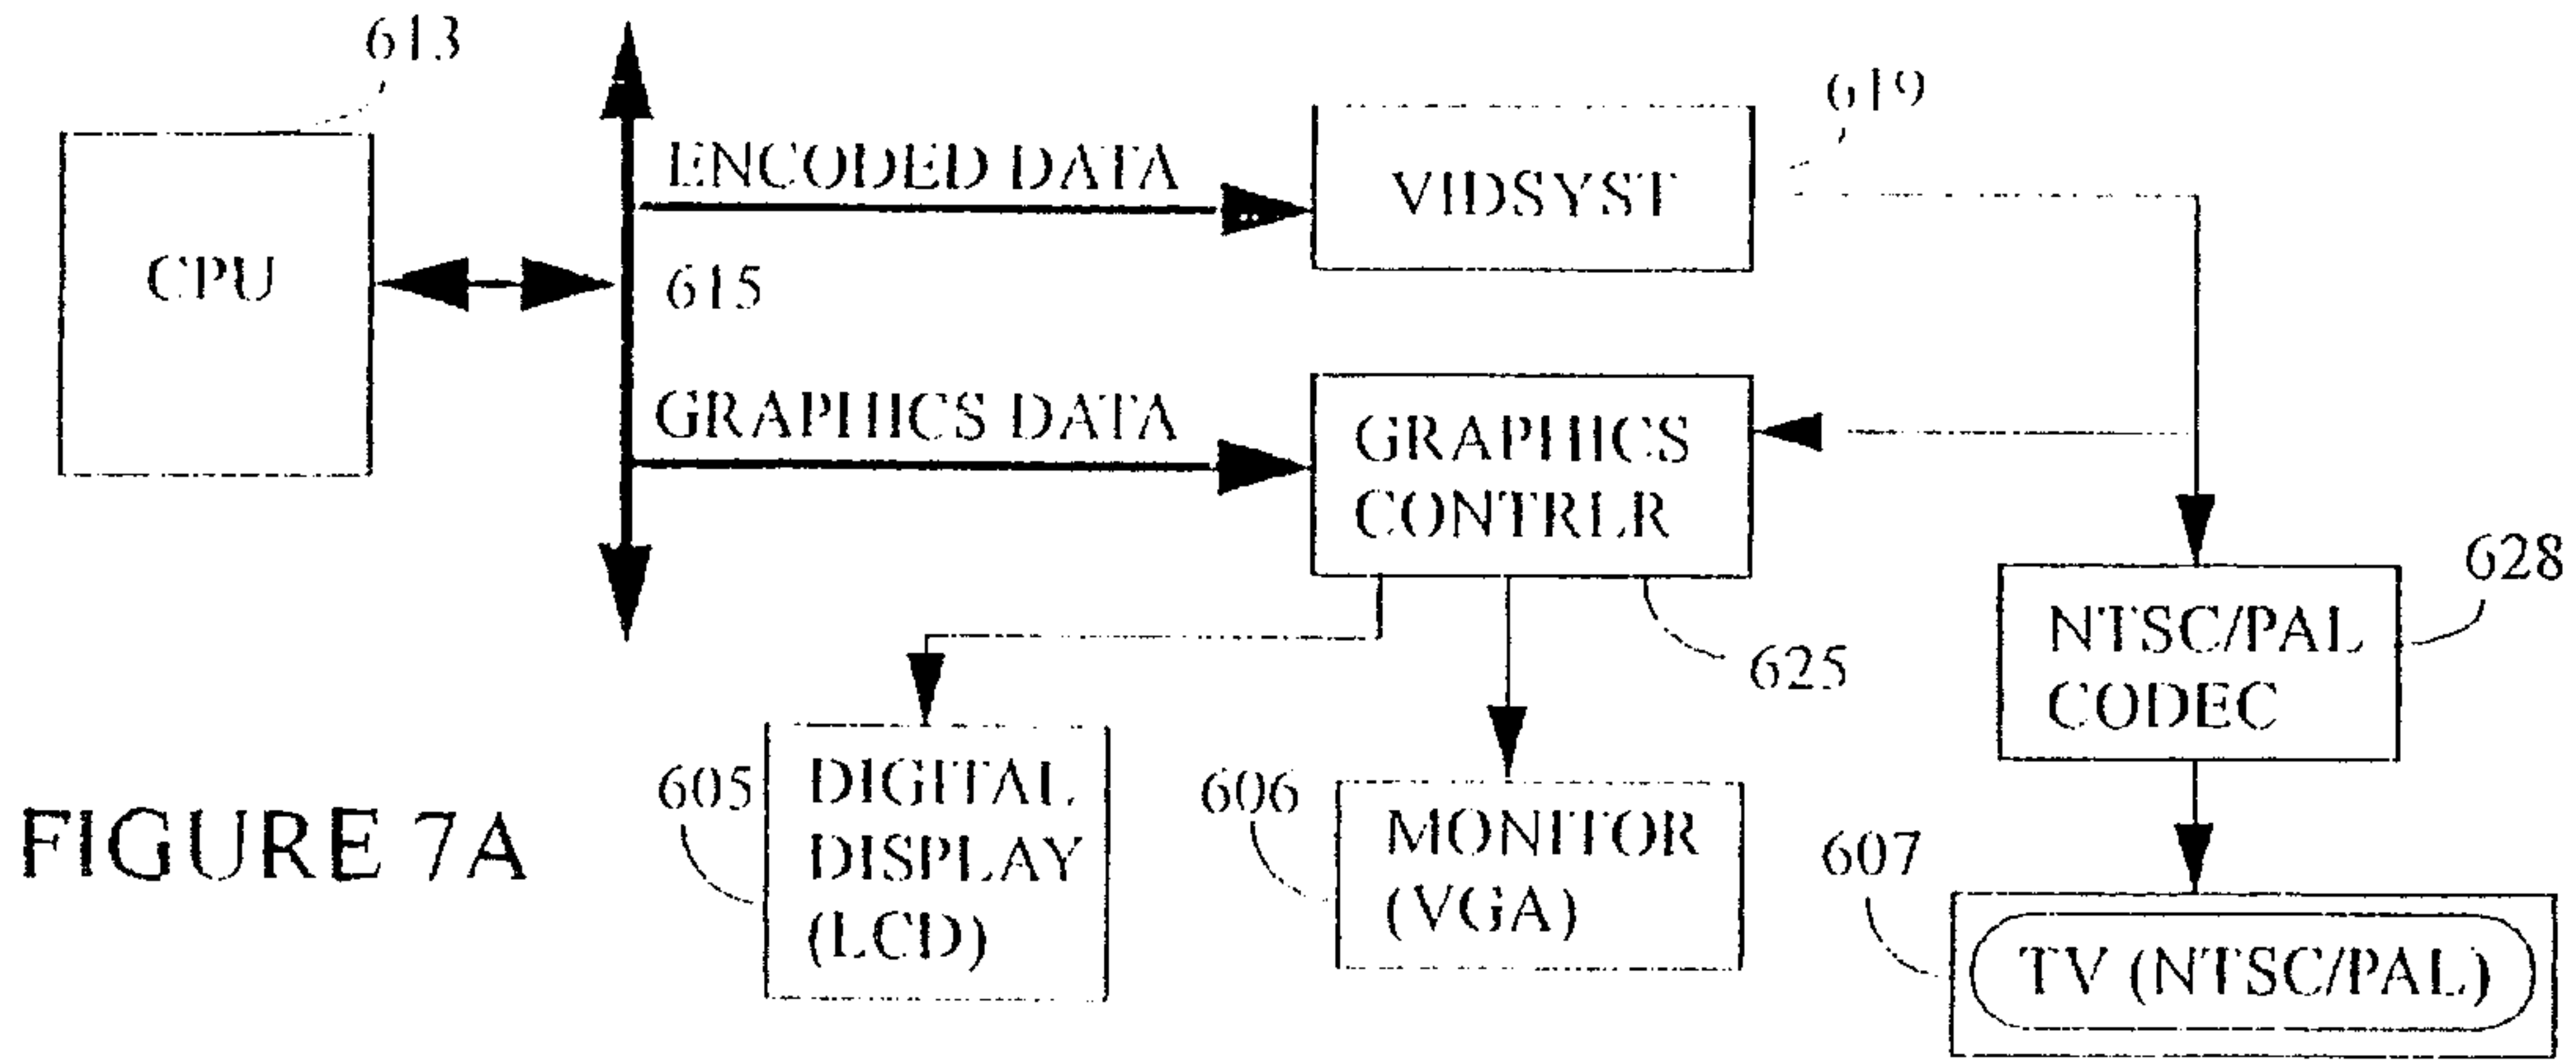 613
619
ENCODED DATA
VIDSYST
CPU
615
GRAPHICS DATA
GRAPHICS
CONTRLR
628
NTSC/PAL
CODEC
625
605
DIGITAL
DISPLAY
(LCD)
606
MONITOR
(VGA)
607
TV (NTSC/PAL)
FIGURE 7A